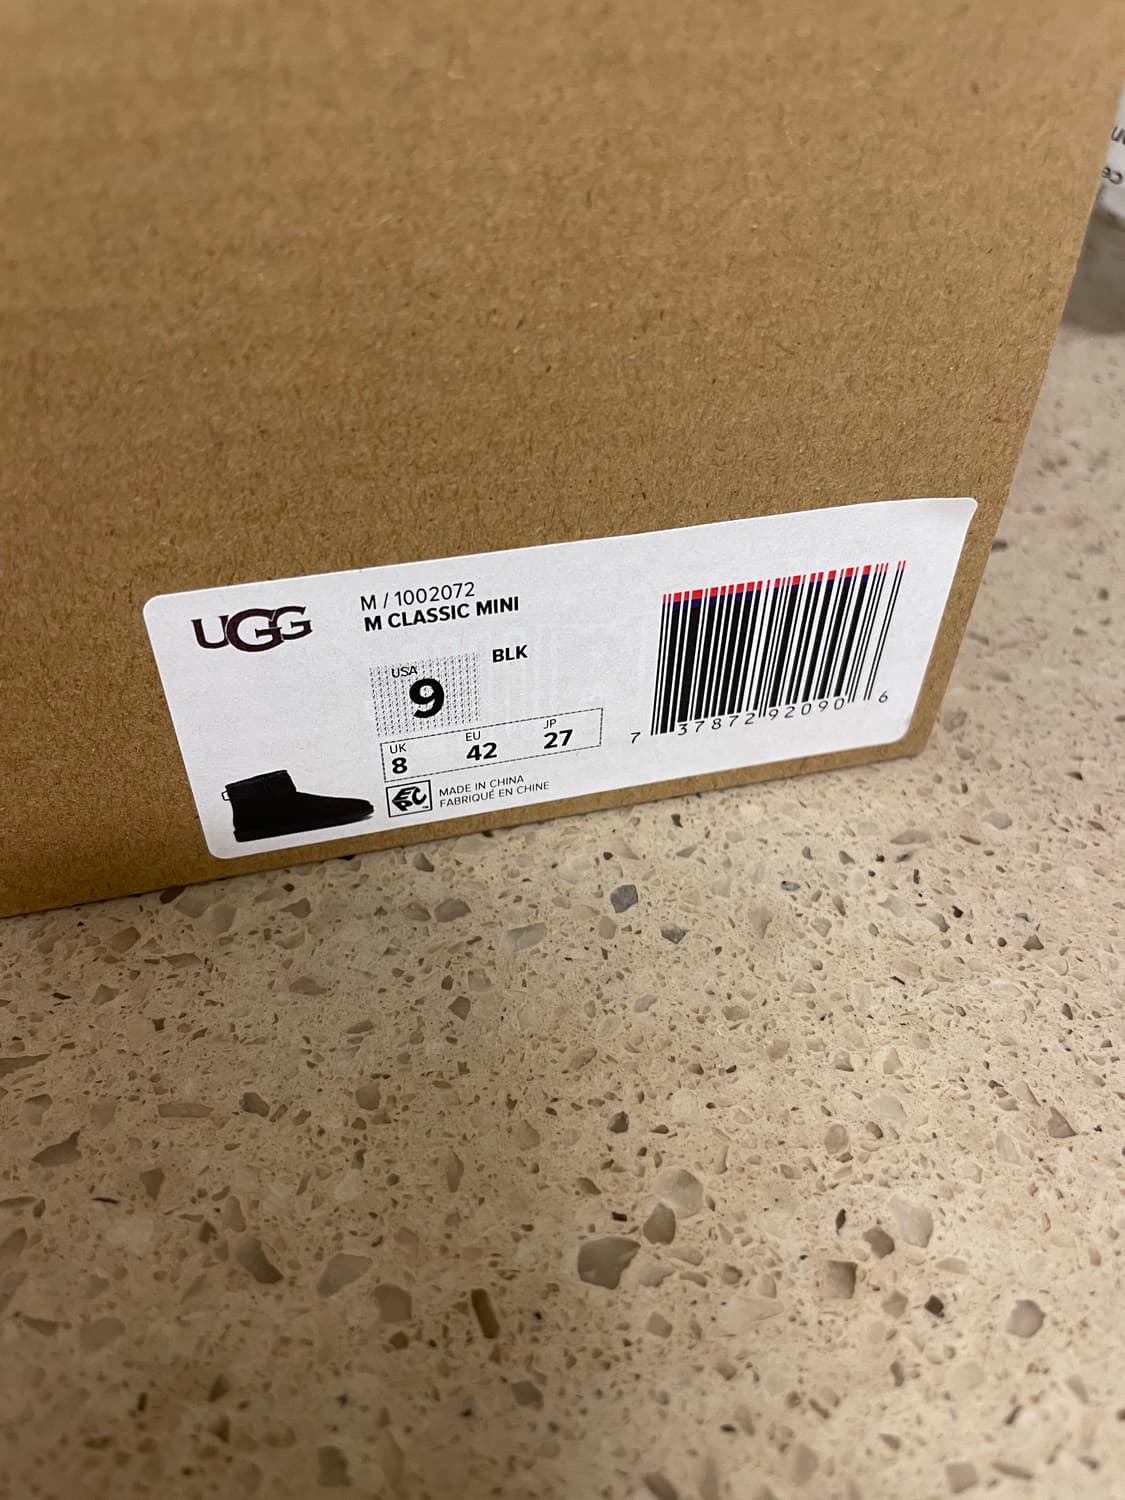 UGG
M / 1002072
M CLASSIC MINI
BLK
USA
9
UK
8
EU
42
JP
27
EPC
MADE IN CHINA
FABRIQUÉ EN CHINE
7 37872 92090 6